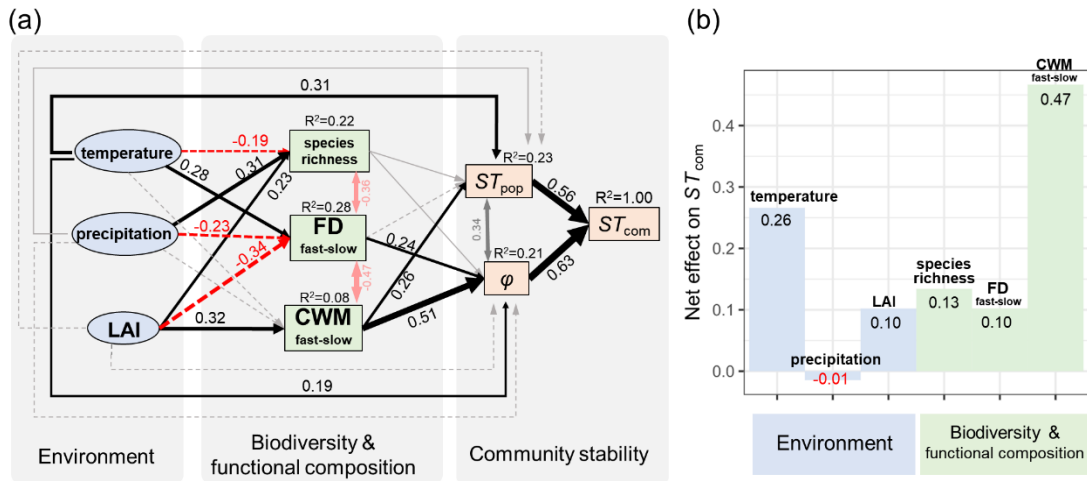 (a)
0.31
R²=0.22
temperature
-0.19
species
richness
0.31
0.28
0.23
-0.36
R²=0.23
ST_pop
0.56
R²=1.00
ST_com
R²=0.28
precipitation
-0.23
FD
fast-slow
-0.34
0.24
0.34
R²=0.21
0.63
φ
-0.47
0.26
R²=0.08
LAI
0.32
CWM
fast-slow
0.51
0.19
Environment
Biodiversity &
functional composition
Community stability
(b)
Net effect on ST_com
0.4
0.3
0.2
0.1
0.0
temperature
0.26
precipitation
-0.01
LAI
0.10
species
richness
0.13
FD
fast-slow
0.10
CWM
fast-slow
0.47
Environment
Biodiversity &
functional composition